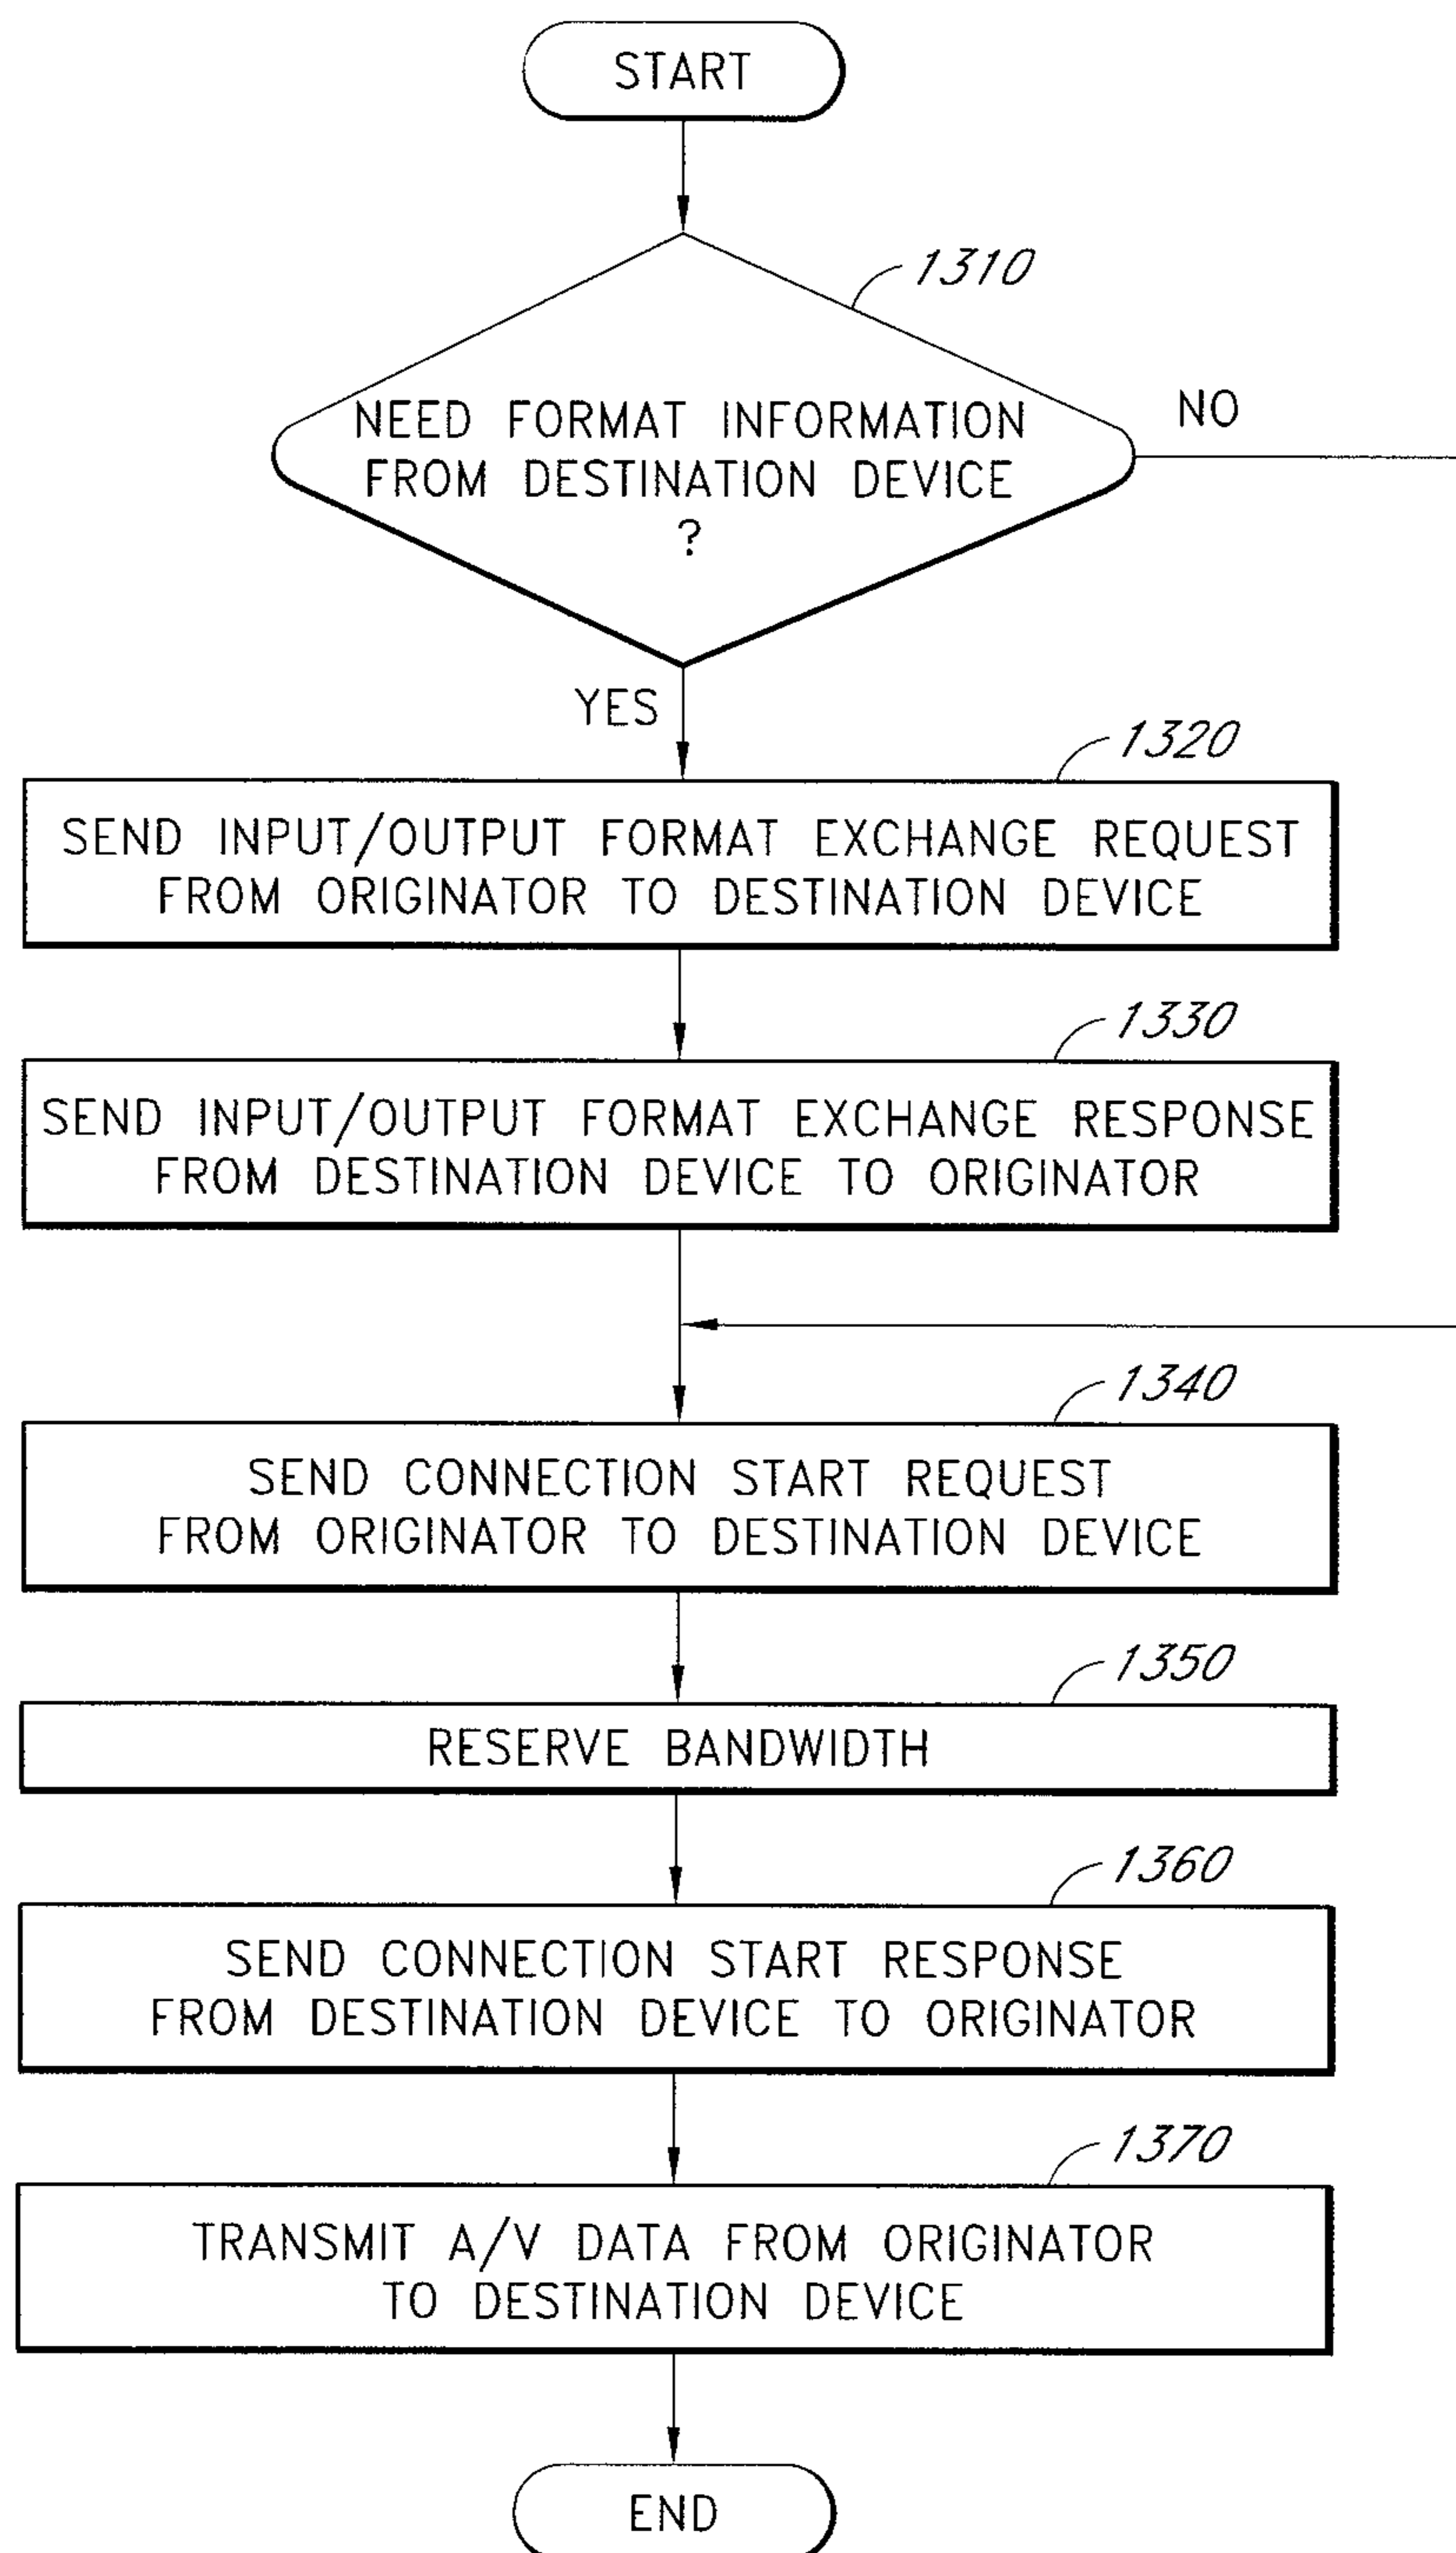 START
1310
NEED FORMAT INFORMATION
FROM DESTINATION DEVICE
?
NO
YES
1320
SEND INPUT/OUTPUT FORMAT EXCHANGE REQUEST
FROM ORIGINATOR TO DESTINATION DEVICE
1330
SEND INPUT/OUTPUT FORMAT EXCHANGE RESPONSE
FROM DESTINATION DEVICE TO ORIGINATOR
1340
SEND CONNECTION START REQUEST
FROM ORIGINATOR TO DESTINATION DEVICE
1350
RESERVE BANDWIDTH
1360
SEND CONNECTION START RESPONSE
FROM DESTINATION DEVICE TO ORIGINATOR
1370
TRANSMIT A/V DATA FROM ORIGINATOR
TO DESTINATION DEVICE
END